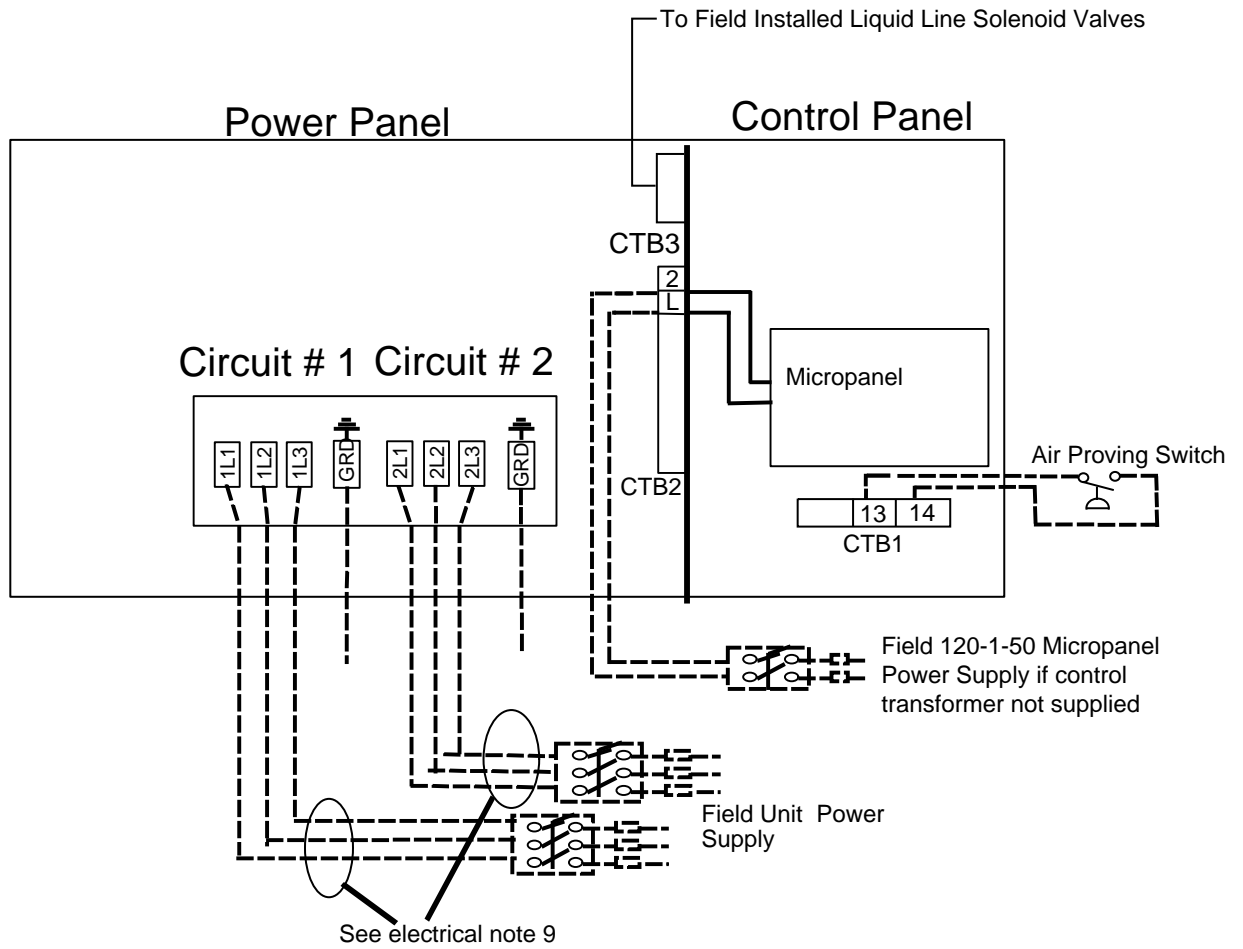 To Field Installed Liquid Line Solenoid Valves
Power Panel
Control Panel
CTB3
2
L
Circuit # 1 Circuit # 2
Micropanel
1L1
1L2
1L3
GRD
2L1
2L2
2L3
GRD
CTB2
Air Proving Switch
13
14
CTB1
Field 120-1-50 Micropanel
Power Supply if control
transformer not supplied
Field Unit Power
Supply
See electrical note 9